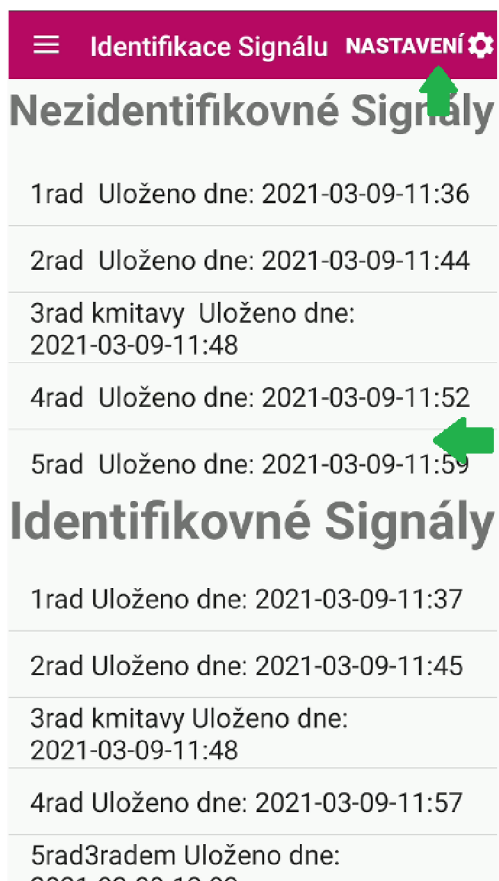 Identifikace Signálu NASTAVENÍ
Nezidentifikovné Signály
1rad Uloženo dne: 2021-03-09-11:36
2rad Uloženo dne: 2021-03-09-11:44
3rad kmitavy Uloženo dne:
2021-03-09-11:48
4rad Uloženo dne: 2021-03-09-11:52
5rad Uloženo dne: 2021-03-09-11:59
Identifikovné Signály
1rad Uloženo dne: 2021-03-09-11:37
2rad Uloženo dne: 2021-03-09-11:45
3rad kmitavy Uloženo dne:
2021-03-09-11:48
4rad Uloženo dne: 2021-03-09-11:57
5rad3radem Uloženo dne: